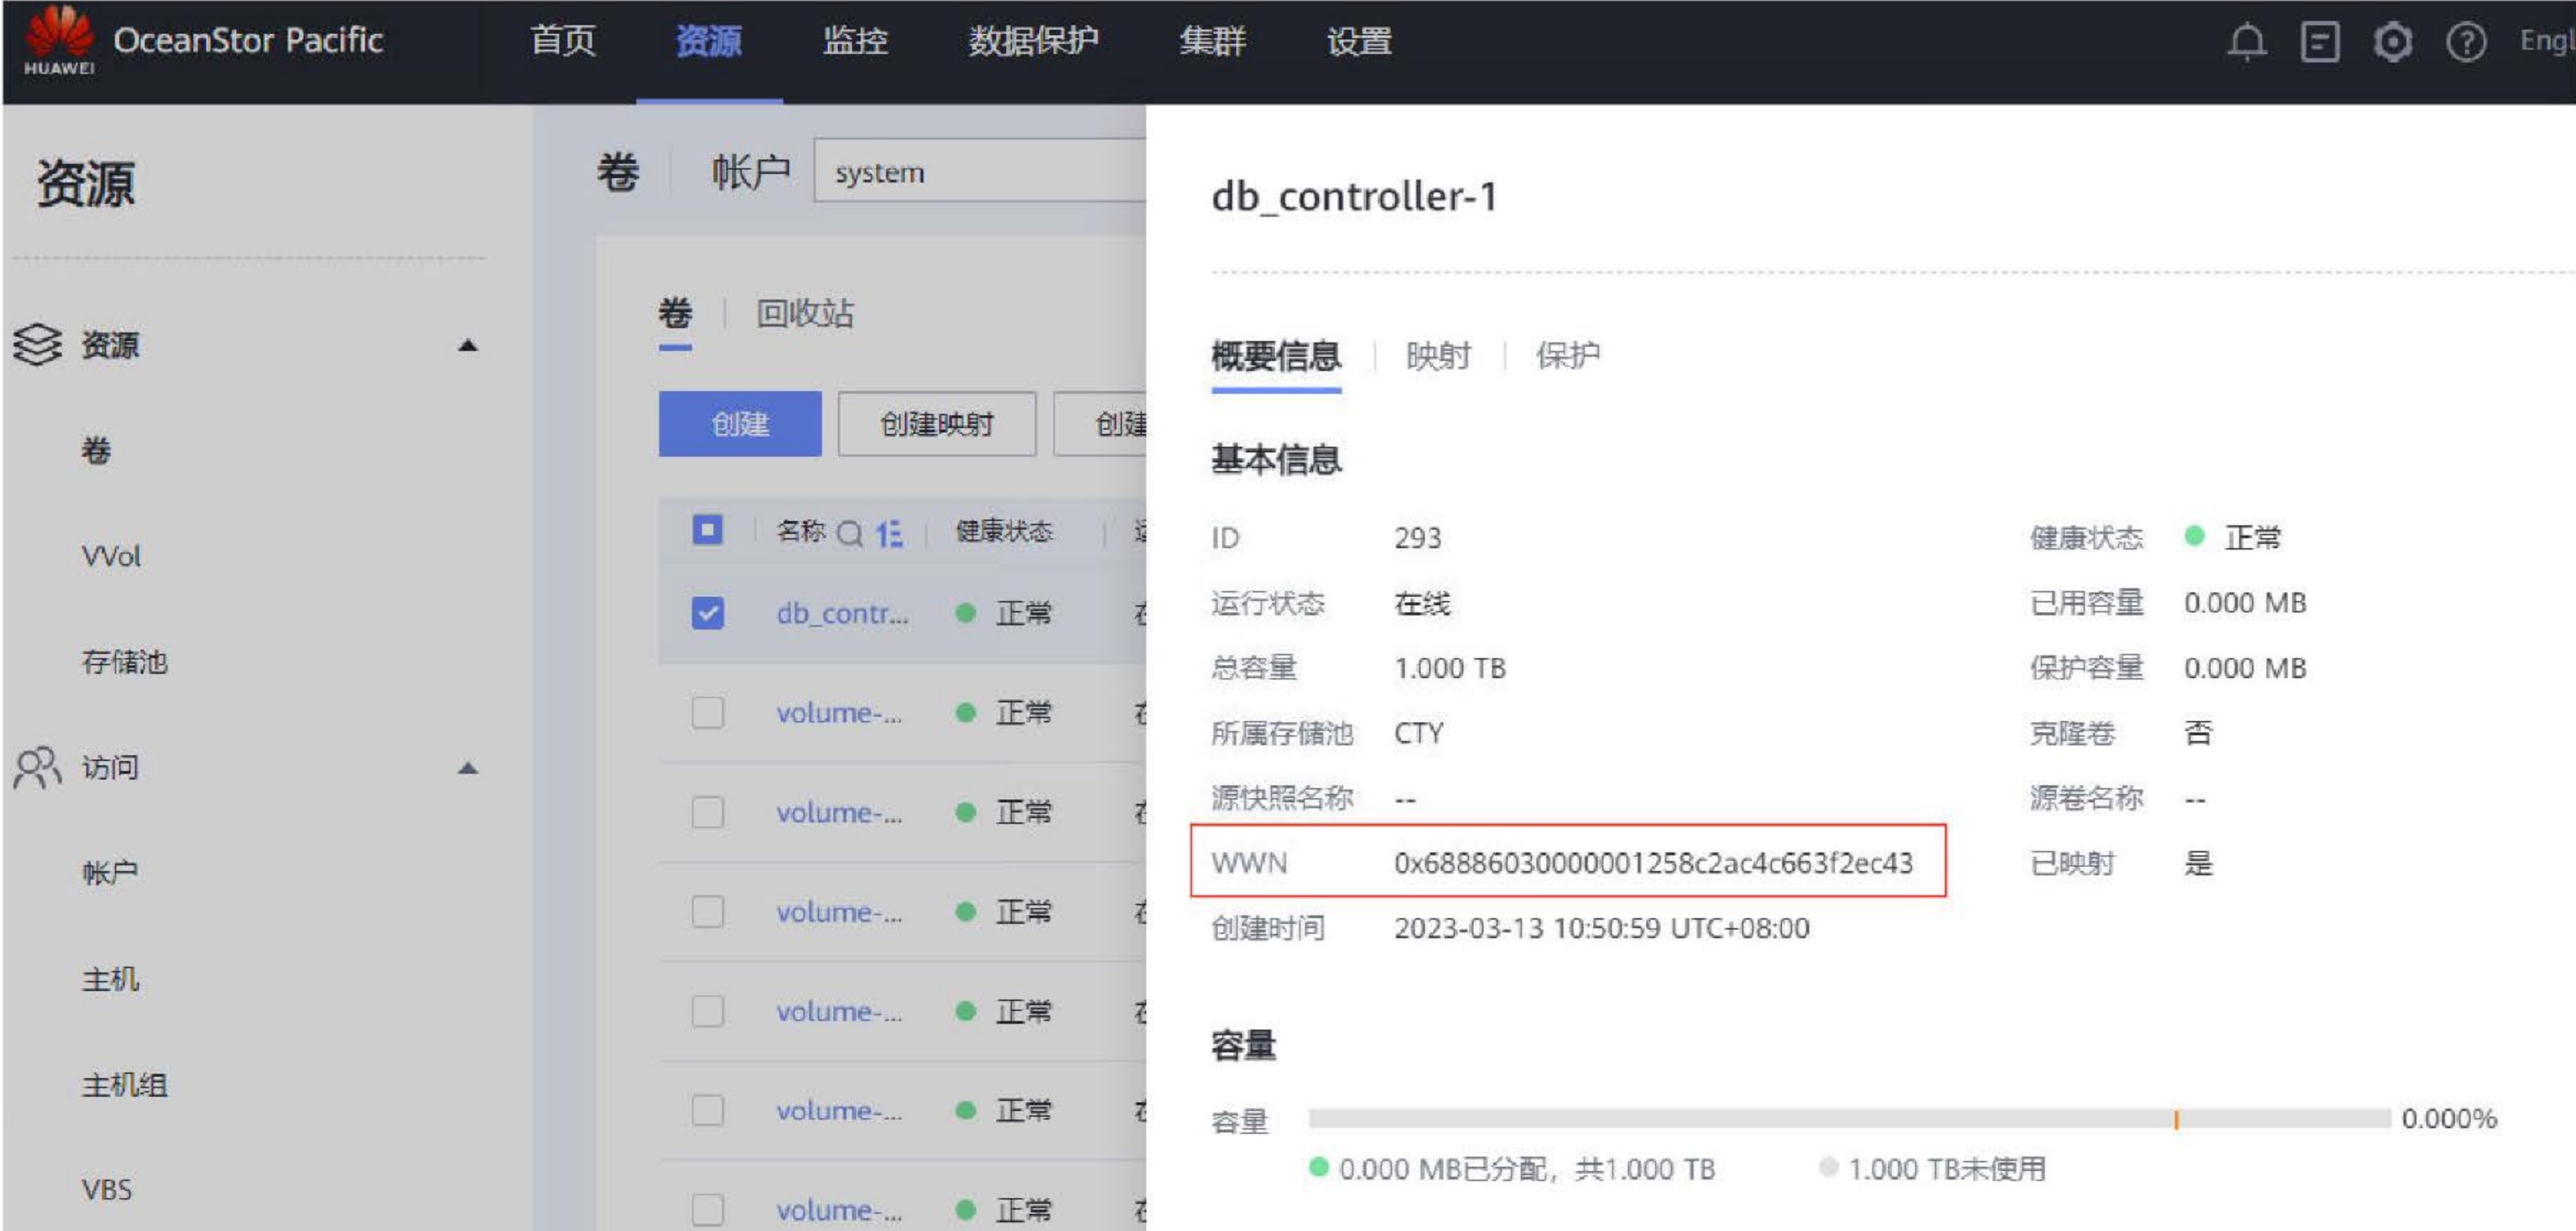 HUAWEI OceanStor Pacific 首页 资源 监控 数据保护 集群 设置
资源
资源
卷
VVol
存储池
访问
帐户
主机
主机组
VBS
卷 帐户 system
卷 回收站
创建 创建映射 创建
名称 健康状态
db_contr... 正常
volume-... 正常
volume-... 正常
volume-... 正常
volume-... 正常
volume-... 正常
volume-... 正常
db_controller-1
概要信息 映射 保护
基本信息
ID 293 健康状态 正常
运行状态 在线 已用容量 0.000 MB
总容量 1.000 TB 保护容量 0.000 MB
所属存储池 CTY 克隆卷 否
源快照名称 -- 源卷名称 --
WWN 0x68886030000001258c2ac4c663f2ec43 已映射 是
创建时间 2023-03-13 10:50:59 UTC+08:00
容量
容量 0.000%
0.000 MB已分配，共1.000 TB 1.000 TB未使用